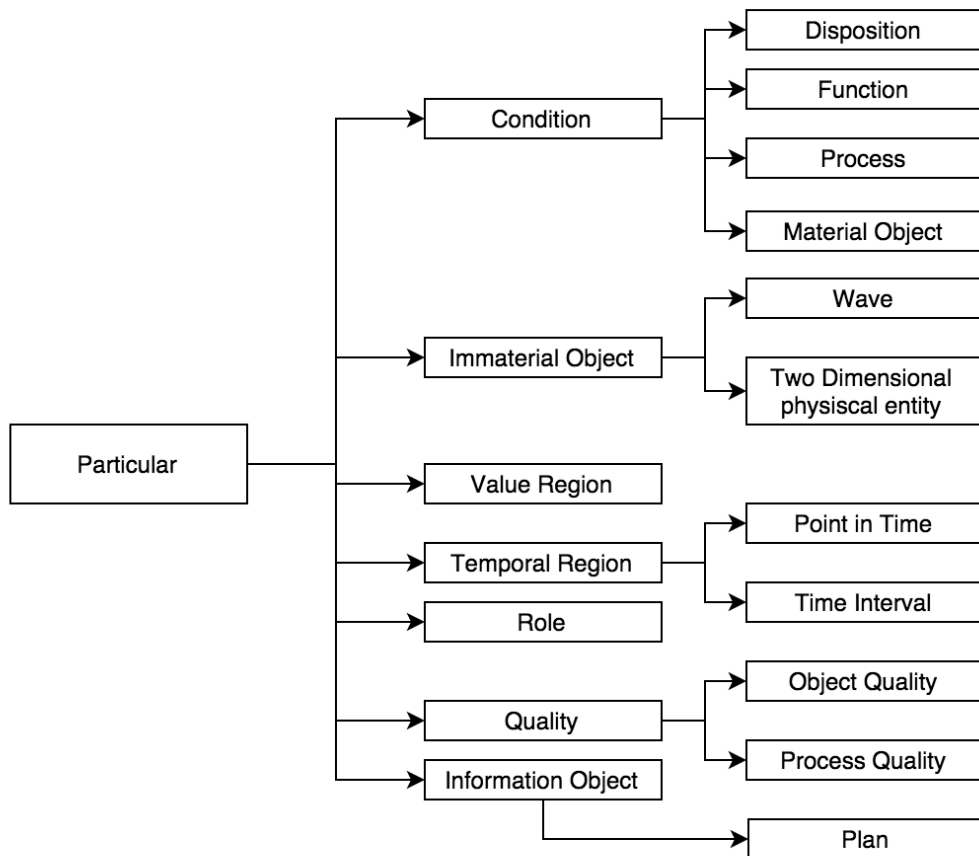 Disposition
Function
Condition
Process
Material Object
Wave
Immaterial Object
Two Dimensional
physiscal entity
Particular
Value Region
Point in Time
Temporal Region
Time Interval
Role
Object Quality
Quality
Process Quality
Information Object
Plan